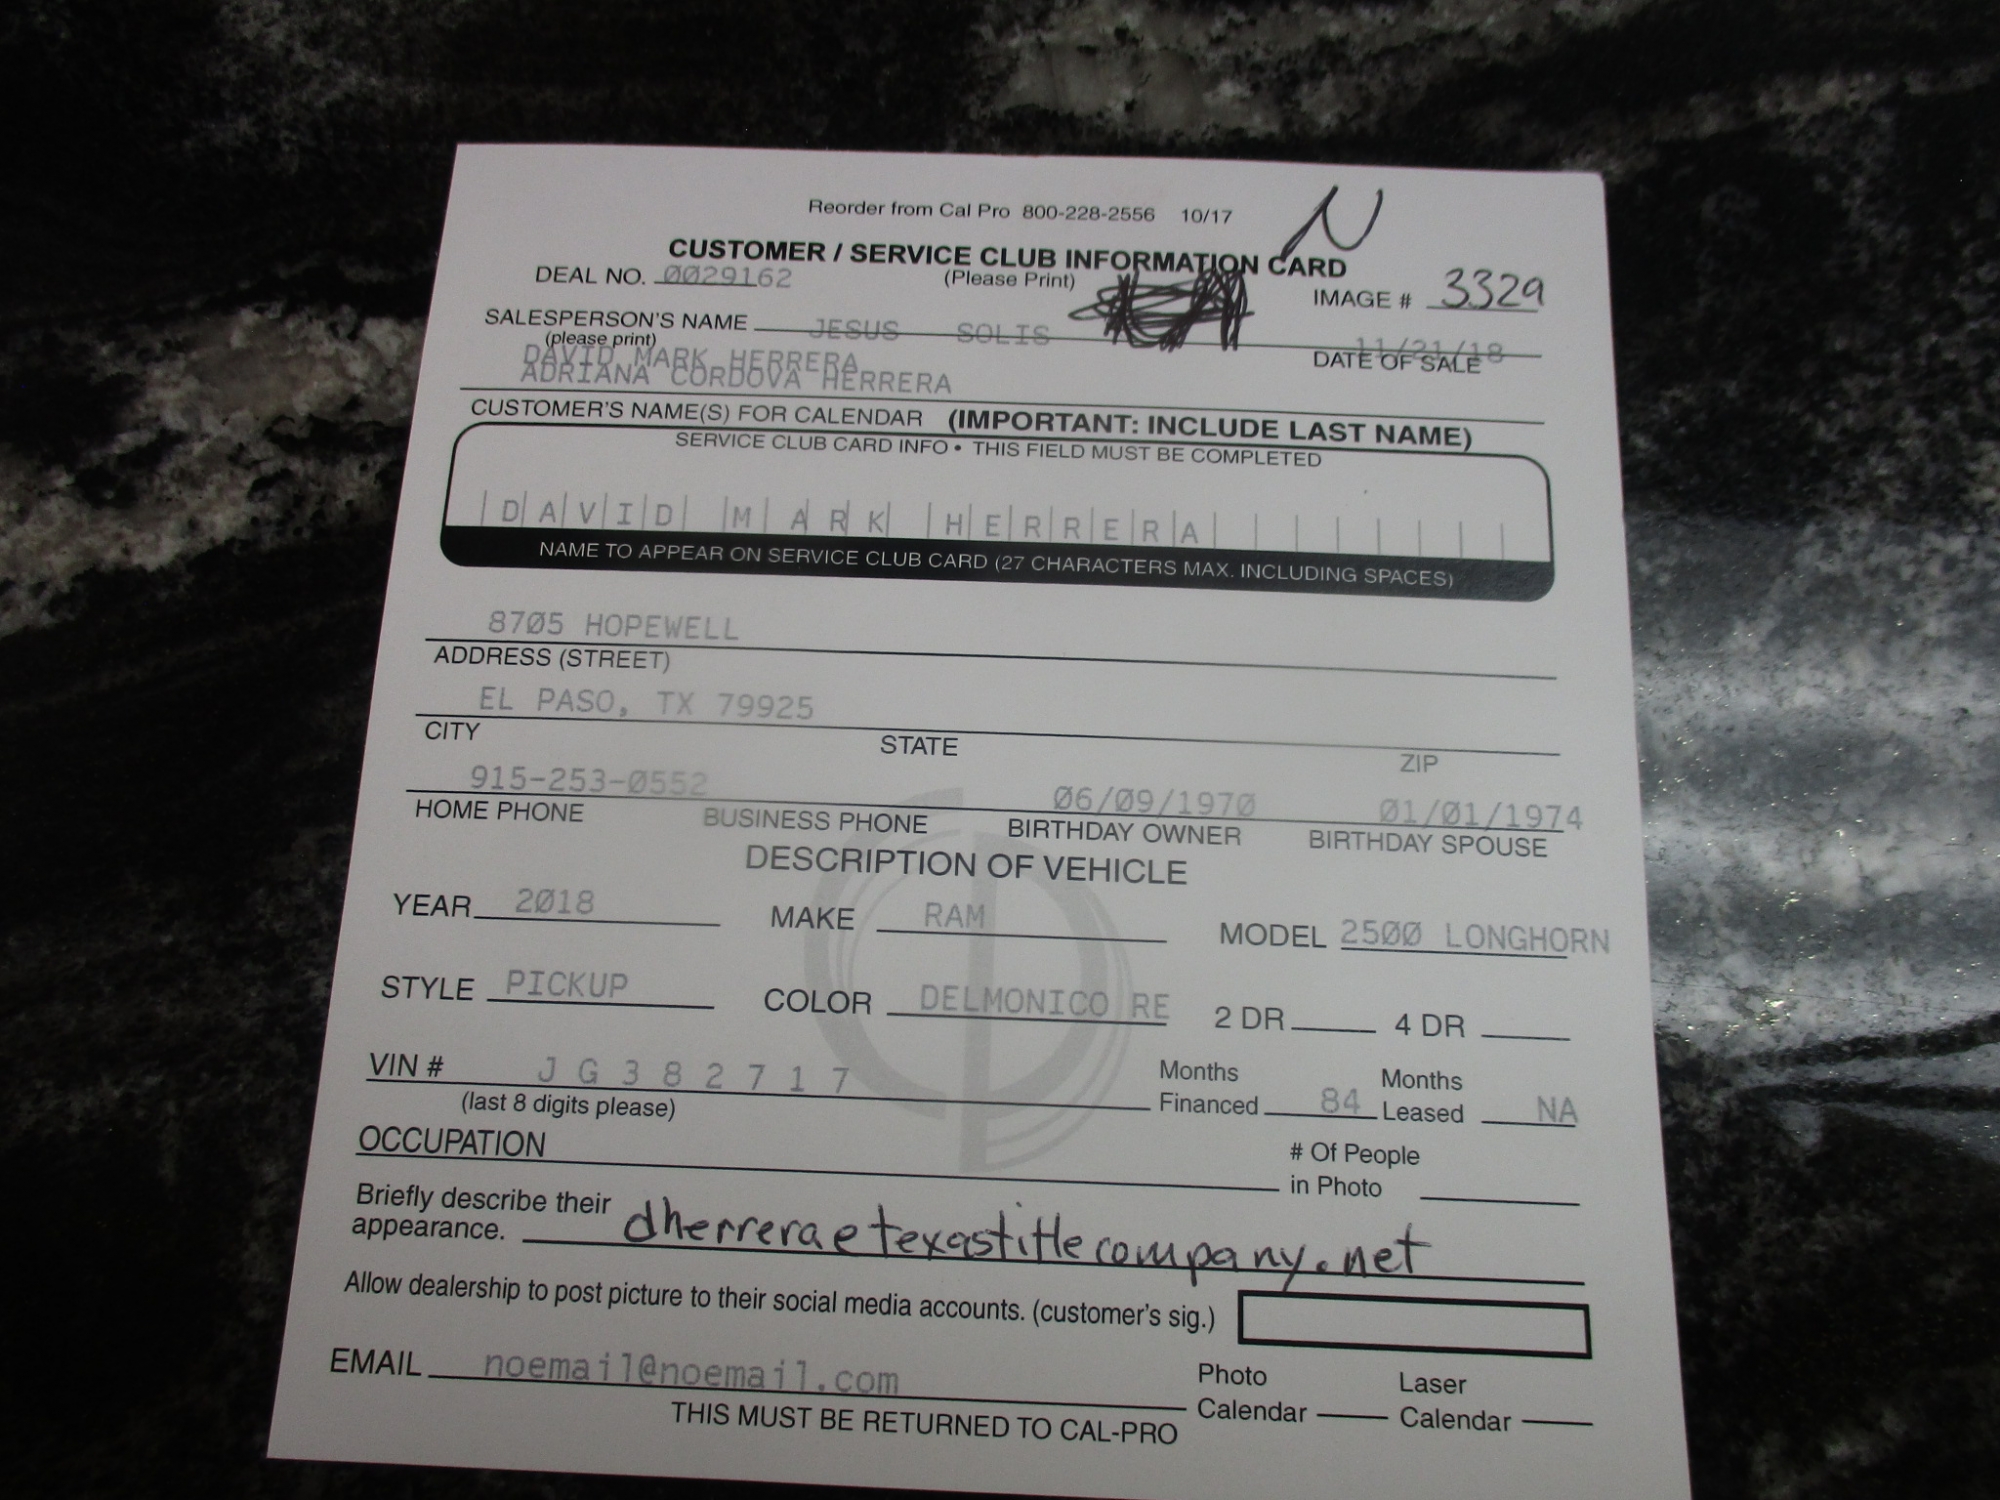 N
Reorder from Cal Pro 800-228-2556 10/17
CUSTOMER / SERVICE CLUB INFORMATION CARD
DEAL NO. 0029162 (Please Print) IMAGE # 3329
SALESPERSON'S NAME JESUS SOLIS 11/21/18
(please print) DATE OF SALE
DAVID MARK HERRERA
ADRIANA CORDOVA HERRERA
CUSTOMER'S NAME(S) FOR CALENDAR (IMPORTANT: INCLUDE LAST NAME)
SERVICE CLUB CARD INFO • THIS FIELD MUST BE COMPLETED
DAVID MARK HERRERA
NAME TO APPEAR ON SERVICE CLUB CARD (27 CHARACTERS MAX. INCLUDING SPACES)
8705 HOPEWELL
ADDRESS (STREET)
EL PASO, TX 79925
CITY STATE ZIP
915-253-0552 06/09/1970 01/01/1974
HOME PHONE BUSINESS PHONE BIRTHDAY OWNER BIRTHDAY SPOUSE
DESCRIPTION OF VEHICLE
YEAR 2018 MAKE RAM MODEL 2500 LONGHORN
STYLE PICKUP COLOR DELMONICO RE 2 DR 4 DR
VIN # JG382717 Months Financed 84 Months Leased NA
(last 8 digits please)
OCCUPATION # Of People in Photo
Briefly describe their
appearance. dherrera@texastitlecompany.net
Allow dealership to post picture to their social media accounts. (customer's sig.)
EMAIL noemail@noemail.com Photo Calendar Laser Calendar
THIS MUST BE RETURNED TO CAL-PRO